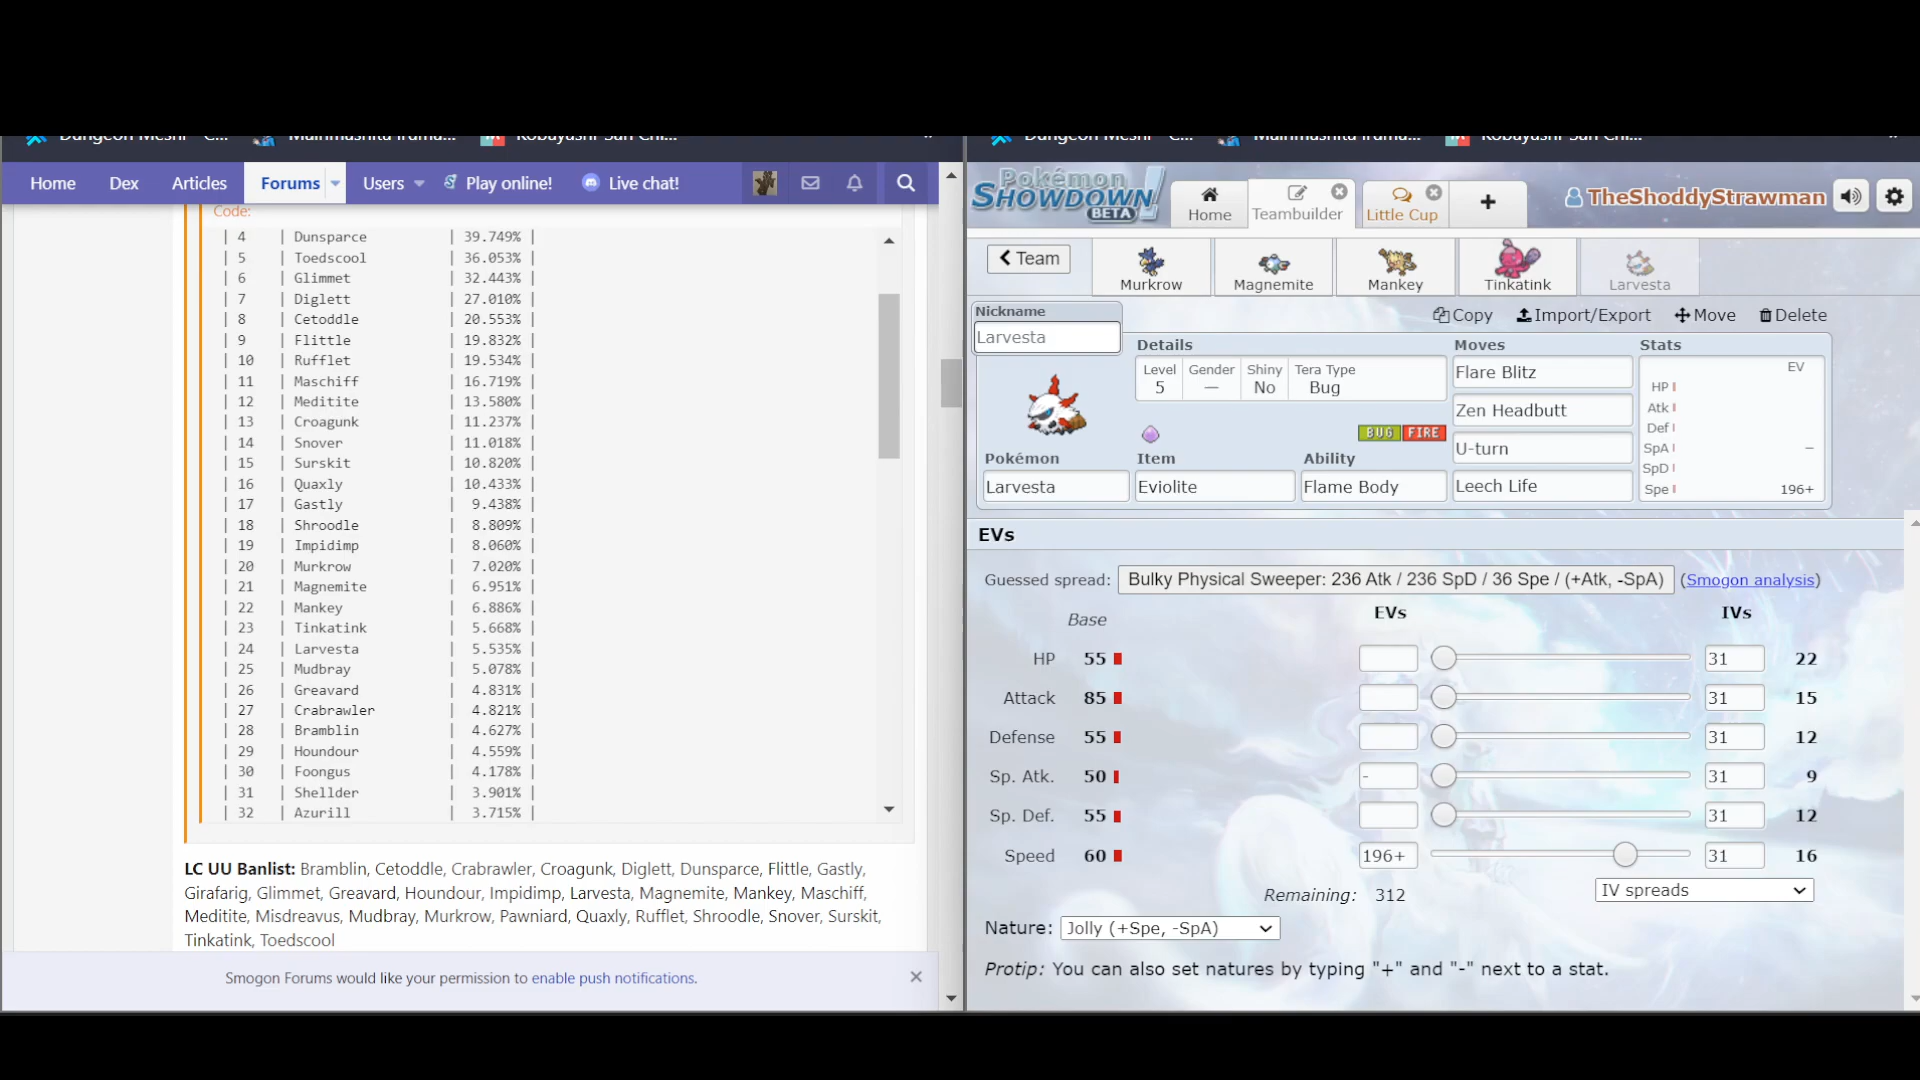 Dungeon Meshi - C...
Kobayashi-San Chi...
Dungeon Meshi - C...
Kobayashi-San Chi...
Home Dex Articles Forums Users Play online! Live chat!
Code:
| 4 | Dunsparce | 39.749% |
| 5 | Toedscool | 36.053% |
| 6 | Glimmet | 32.443% |
| 7 | Diglett | 27.010% |
| 8 | Cetoddle | 20.553% |
| 9 | Flittle | 19.832% |
| 10 | Rufflet | 19.534% |
| 11 | Maschiff | 16.719% |
| 12 | Meditite | 13.580% |
| 13 | Croagunk | 11.237% |
| 14 | Snover | 11.018% |
| 15 | Surskit | 10.820% |
| 16 | Quaxly | 10.433% |
| 17 | Gastly | 9.438% |
| 18 | Shroodle | 8.809% |
| 19 | Impidimp | 8.060% |
| 20 | Murkrow | 7.020% |
| 21 | Magnemite | 6.951% |
| 22 | Mankey | 6.886% |
| 23 | Tinkatink | 5.668% |
| 24 | Larvesta | 5.535% |
| 25 | Mudbray | 5.078% |
| 26 | Greavard | 4.831% |
| 27 | Crabrawler | 4.821% |
| 28 | Bramblin | 4.627% |
| 29 | Houndour | 4.559% |
| 30 | Foongus | 4.178% |
| 31 | Shellder | 3.901% |
| 32 | Azurill | 3.715% |
LC UU Banlist: Bramblin, Cetoddle, Crabrawler, Croagunk, Diglett, Dunsparce, Flittle, Gastly,
Girafarig, Glimmet, Greavard, Houndour, Impidimp, Larvesta, Magnemite, Mankey, Maschiff,
Meditite, Misdreavus, Mudbray, Murkrow, Pawniard, Quaxly, Rufflet, Shroodle, Snover, Surskit,
Tinkatink, Toedscool
Smogon Forums would like your permission to enable push notifications.
Pokémon
SHOWDOWN!
BETA
Home Teambuilder Little Cup + TheShoddyStrawman
Team Murkrow Magnemite Mankey Tinkatink Larvesta
Copy Import/Export Move Delete
Nickname
Larvesta
Details
Level Gender Shiny Tera Type
5 — No Bug
BUG FIRE
Pokémon Item Ability
Larvesta Eviolite Flame Body
Moves
Flare Blitz
Zen Headbutt
U-turn
Leech Life
Stats
EV
HP
Atk
Def
SpA –
SpD
Spe 196+
EVs
Guessed spread: Bulky Physical Sweeper: 236 Atk / 236 SpD / 36 Spe / (+Atk, -SpA) (Smogon analysis)
Base EVs IVs
HP 55 31 22
Attack 85 31 15
Defense 55 31 12
Sp. Atk. 50 - 31 9
Sp. Def. 55 31 12
Speed 60 196+ 31 16
Remaining: 312 IV spreads
Nature: Jolly (+Spe, -SpA)
Protip: You can also set natures by typing "+" and "-" next to a stat.